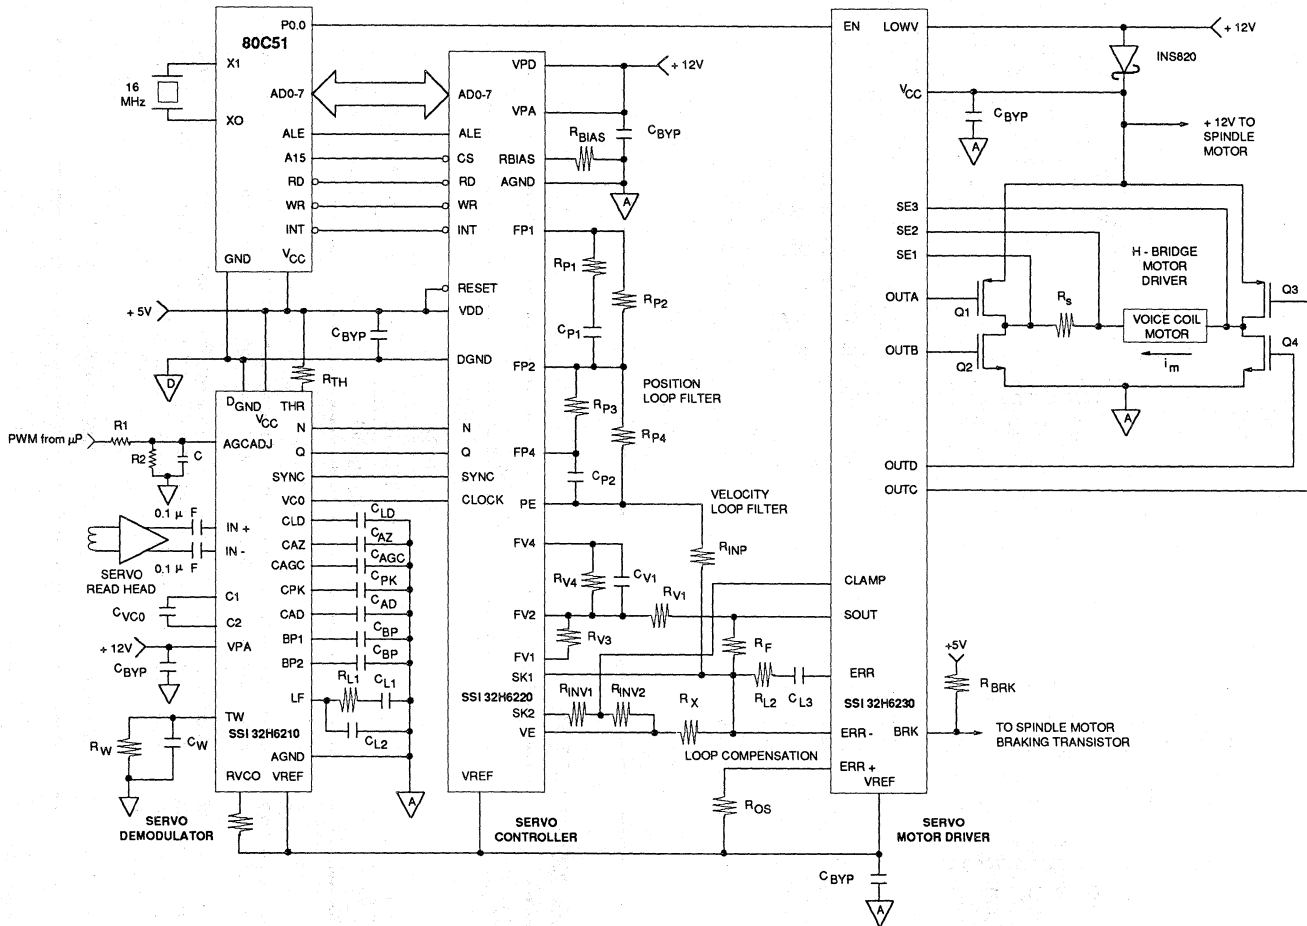 P0.0
80C51
X1
16
MHz
XO
AD0-7
ALE
A15
RD
WR
INT
GND
VCC
+ 5V
CBYP
D
RTH
VPD
+ 12V
AD0-7
VPA
RBIAS
CBYP
ALE
CS
RBIAS
RD
AGND
A
WR
INT
FP1
RP1
RP2
CP1
RESET
VDD
DGND
FP2
RP3
RP4
POSITION
LOOP FILTER
N
Q
FP4
CP2
SYNC
CLOCK
PE
VELOCITY
LOOP FILTER
RINP
FV4
RV4
CV1
FV2
RV1
RV3
FV1
SK1
RF
RL2
CL3
RINV1
RINV2
SSI 32H6220
SK2
VE
RX
LOOP COMPENSATION
VREF
SERVO
CONTROLLER
ROS
DGND
VCC
THR
PWM from µP
R1
R2
C
AGCADJ
N
Q
SYNC
VC0
0.1 µ F
IN +
IN -
0.1 µ F
SERVO
READ HEAD
CLD
CLD
CAZ
CAZ
CAGC
CAGC
CPK
CPK
CAD
CAD
BP1
CBP
BP2
CBP
C1
CVC0
C2
+ 12V
VPA
CBYP
LF
RL1
CL1
CL2
TW
RW
CW
SSI 32H6210
AGND
A
RVCO
VREF
SERVO
DEMODULATOR
EN
LOWV
+ 12V
INS820
VCC
CBYP
A
+ 12V TO
SPINDLE
MOTOR
SE3
SE2
SE1
H - BRIDGE
MOTOR
DRIVER
OUTA
Q1
RS
VOICE COIL
MOTOR
Q3
OUTB
Q2
im
Q4
A
OUTD
OUTC
CLAMP
SOUT
ERR
SSI 32H6230
ERR-
BRK
+5V
RBRK
TO SPINDLE MOTOR
BRAKING TRANSISTOR
ERR +
VREF
SERVO
MOTOR DRIVER
CBYP
A